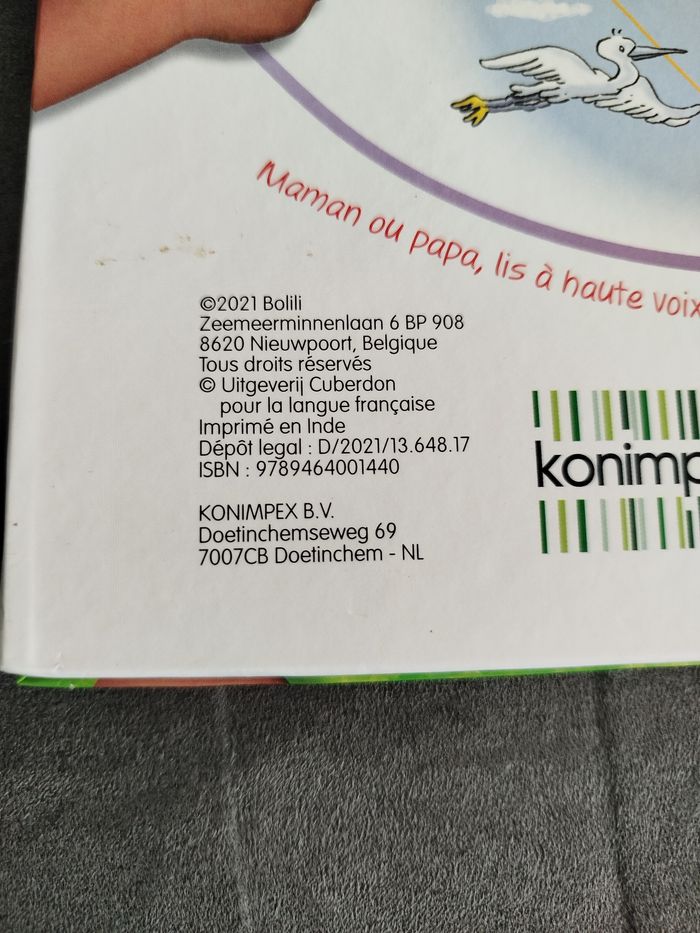 Maman ou papa, lis à haute voix
©2021 Bolili
Zeemeerminnenlaan 6 BP 908
8620 Nieuwpoort, Belgique
Tous droits réservés
© Uitgeverij Cuberdon
pour la langue française
Imprimé en Inde
Dépôt legal : D/2021/13.648.17
ISBN : 9789464001440
KONIMPEX B.V.
Doetinchemseweg 69
7007CB Doetinchem - NL
konimp